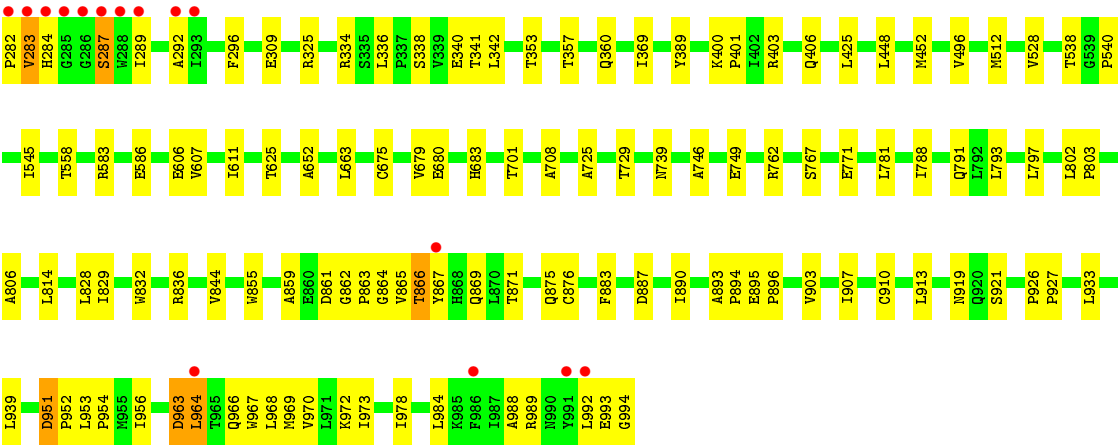 P282 V283 H284 G285 G286 S287 W288 I289 A292 I293 F296 E309 R325 R334 S335 L336 P337 S338 V339 E340 T341 L342 T353 T357 Q360 I369 Y389 K400 P401 I402 R403 Q406 L425 L448 M452 V496 M512 V528 T538 G539 P540
I545 T558 R583 E586 E606 V607 I611 T625 A652 L663 C675 V679 E680 H683 T701 A708 A725 T729 N739 A746 E749 R762 S767 E771 L781 I788 Q791 L792 L793 L797 L802 P803
A806 L814 L828 I829 W832 R836 V844 W855 A859 E860 D861 G862 P863 G864 V865 T866 Y867 H868 Q869 L870 T871 Q875 C876 F883 D887 I890 A893 P894 E895 P896 V903 I907 C910 L913 N919 Q920 S921 P926 P927 L933
L939 D951 P952 L953 P954 M955 I956 D963 L964 T965 Q966 W967 L968 M969 V970 L971 K972 I973 I978 L984 K985 F986 I987 A988 R989 N990 Y991 L992 E993 G994